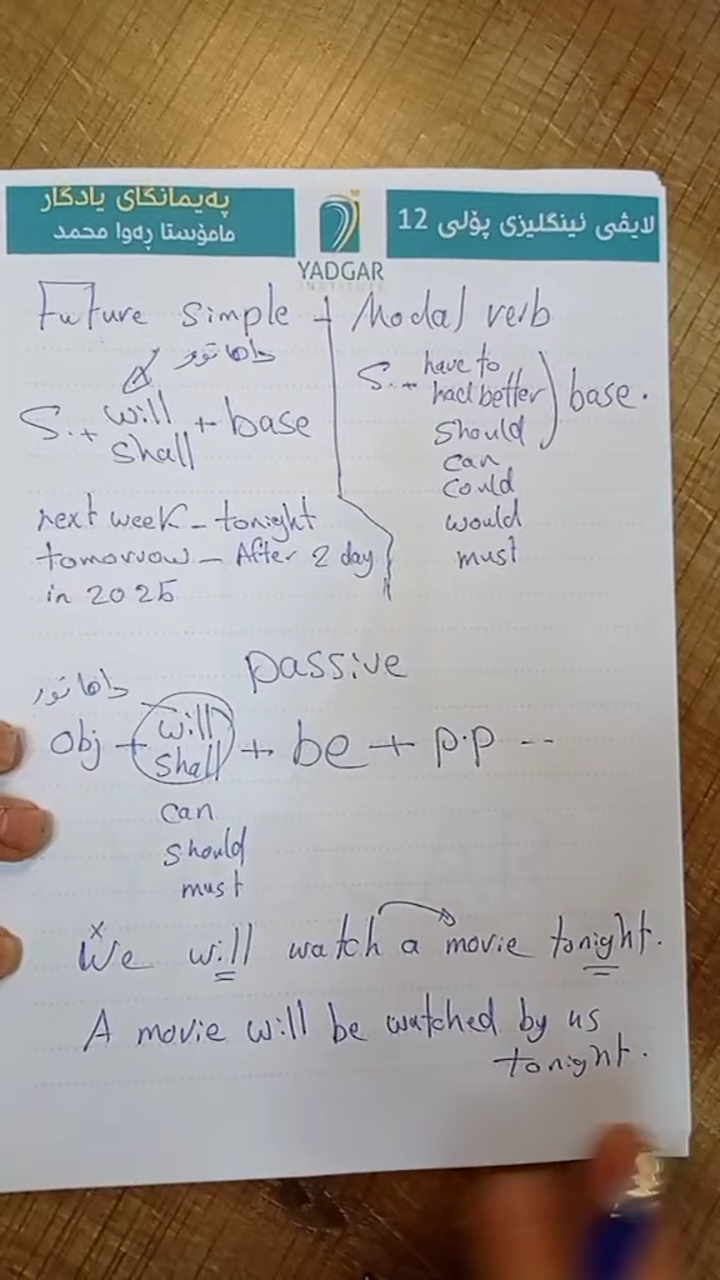 پەیمانگای یادگار
مامۆستا ڕەوا محمد
YADGAR
INSTITUTE
لایڤی ئینگلیزی پۆلی 12
Future simple + Modal verb
داهاتوو
S. + will + base
shall
next week - tonight
tomorrow - After 2 day
in 2025
S. + have to
had better
should
base.
can
could
would
must
passive
داهاتوو
obj + will + be + p.p --
shall
can
should
must
x
We will watch a movie tonight.
A movie will be watched by us
tonight.